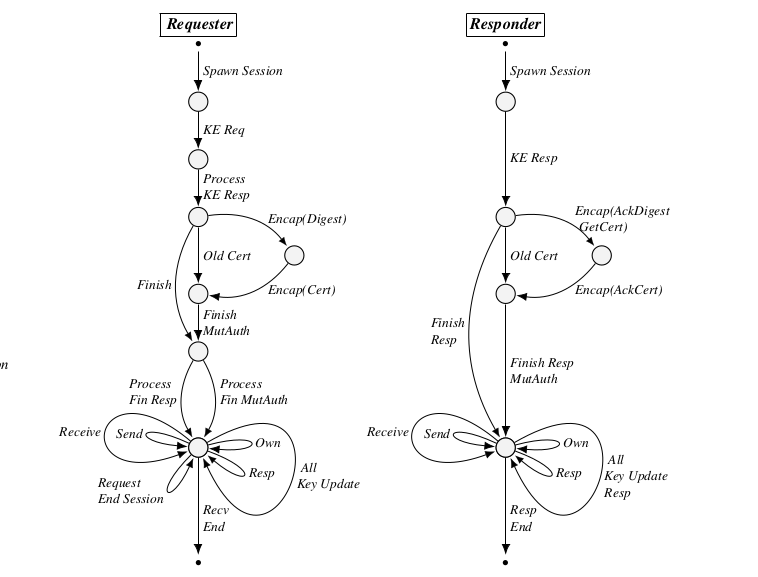 Requester
Spawn Session
KE Req
Process
KE Resp
Encap(Digest)
Old Cert
Finish
Encap(Cert)
Finish
MutAuth
Process
Fin Resp
Process
Fin MutAuth
Receive
Send
Own
Resp
All
Key Update
Request
End Session
Recv
End
Responder
Spawn Session
KE Resp
Encap(AckDigest
GetCert)
Old Cert
Encap(AckCert)
Finish
Resp
Finish Resp
MutAuth
Receive
Send
Own
Resp
All
Key Update
Resp
Resp
End